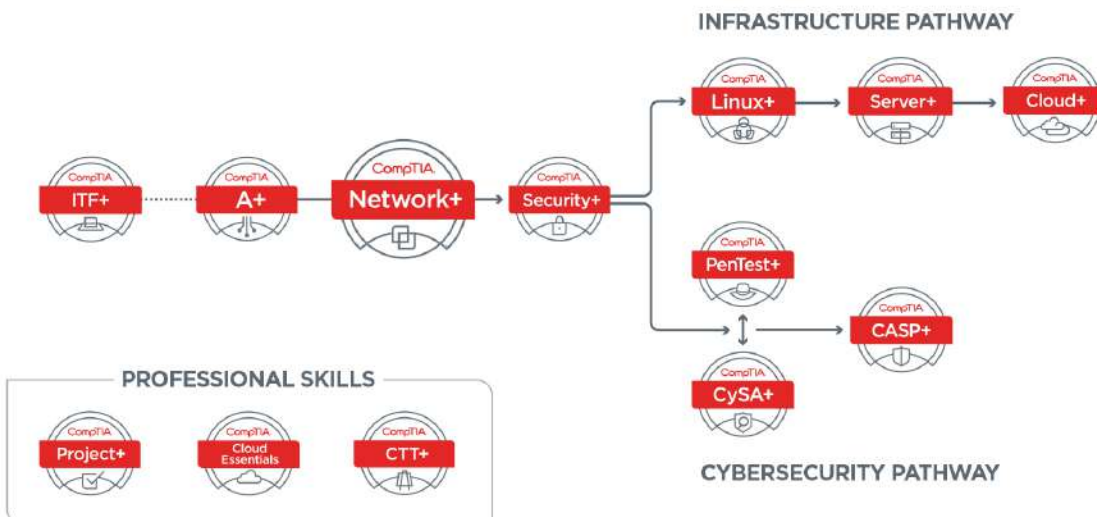 INFRASTRUCTURE PATHWAY
CompTIA
Linux+
CompTIA
Server+
CompTIA
Cloud+
CompTIA
ITF+
CompTIA
A+
CompTIA
Network+
CompTIA
Security+
CompTIA
PenTest+
CompTIA
CASP+
CompTIA
CySA+
CYBERSECURITY PATHWAY
PROFESSIONAL SKILLS
CompTIA
Project+
CompTIA
Cloud
Essentials
CompTIA
CTT+